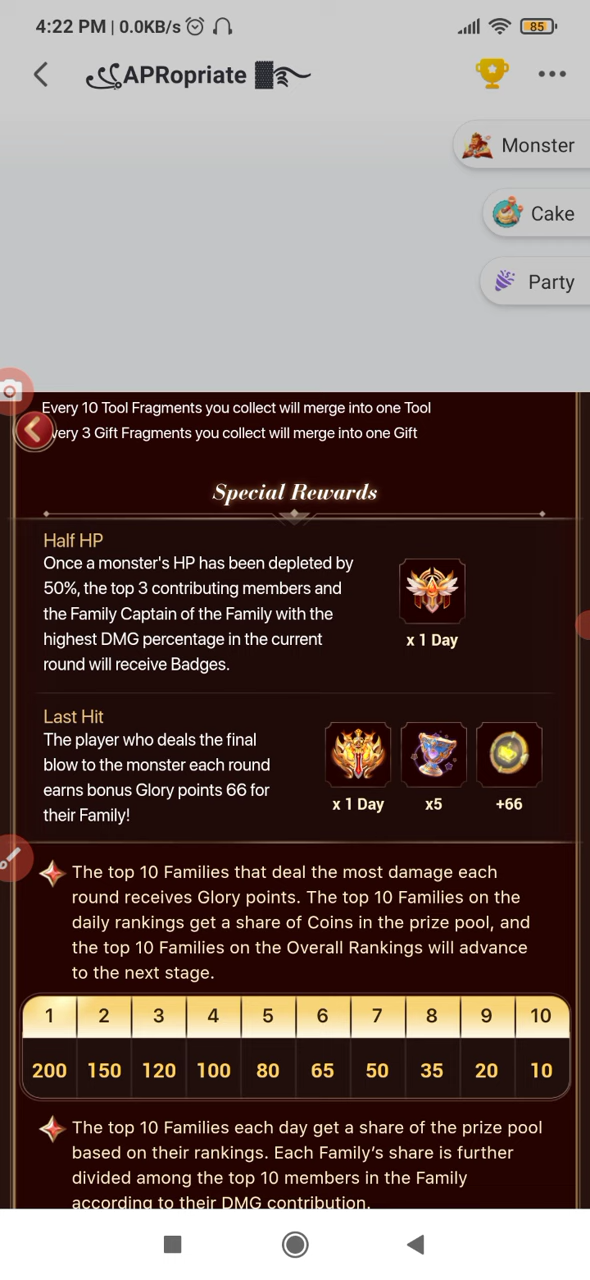 4:22 PM | 0.0KB/s
85
APRopriate
Monster
Cake
Party
Every 10 Tool Fragments you collect will merge into one Tool
very 3 Gift Fragments you collect will merge into one Gift
Special Rewards
Half HP
Once a monster's HP has been depleted by
50%, the top 3 contributing members and
the Family Captain of the Family with the
highest DMG percentage in the current
round will receive Badges.
x 1 Day
Last Hit
The player who deals the final
blow to the monster each round
earns bonus Glory points 66 for
their Family!
x 1 Day
x5
+66
The top 10 Families that deal the most damage each
round receives Glory points. The top 10 Families on the
daily rankings get a share of Coins in the prize pool, and
the top 10 Families on the Overall Rankings will advance
to the next stage.
1 2 3 4 5 6 7 8 9 10
200 150 120 100 80 65 50 35 20 10
The top 10 Families each day get a share of the prize pool
based on their rankings. Each Family's share is further
divided among the top 10 members in the Family
according to their DMG contribution.